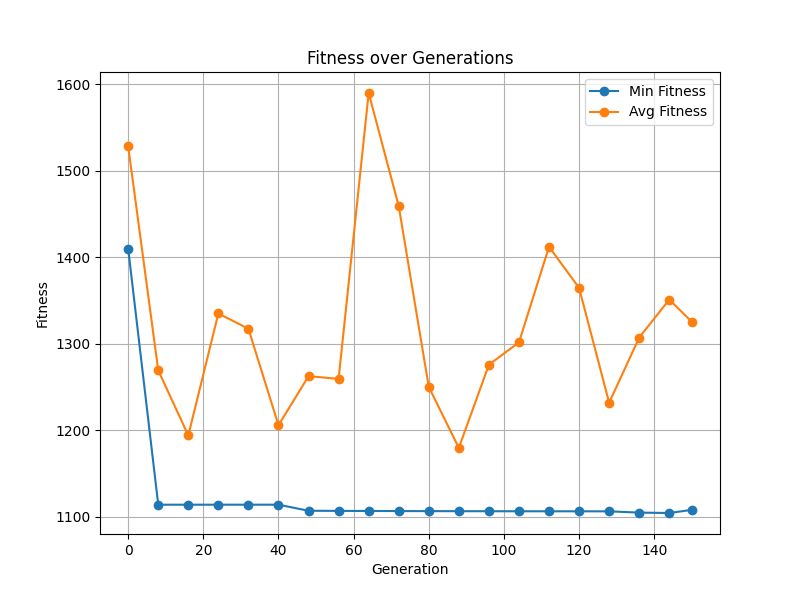 Fitness over Generations
Min Fitness
Avg Fitness
Fitness
1600
1500
1400
1300
1200
1100
0 20 40 60 80 100 120 140
Generation